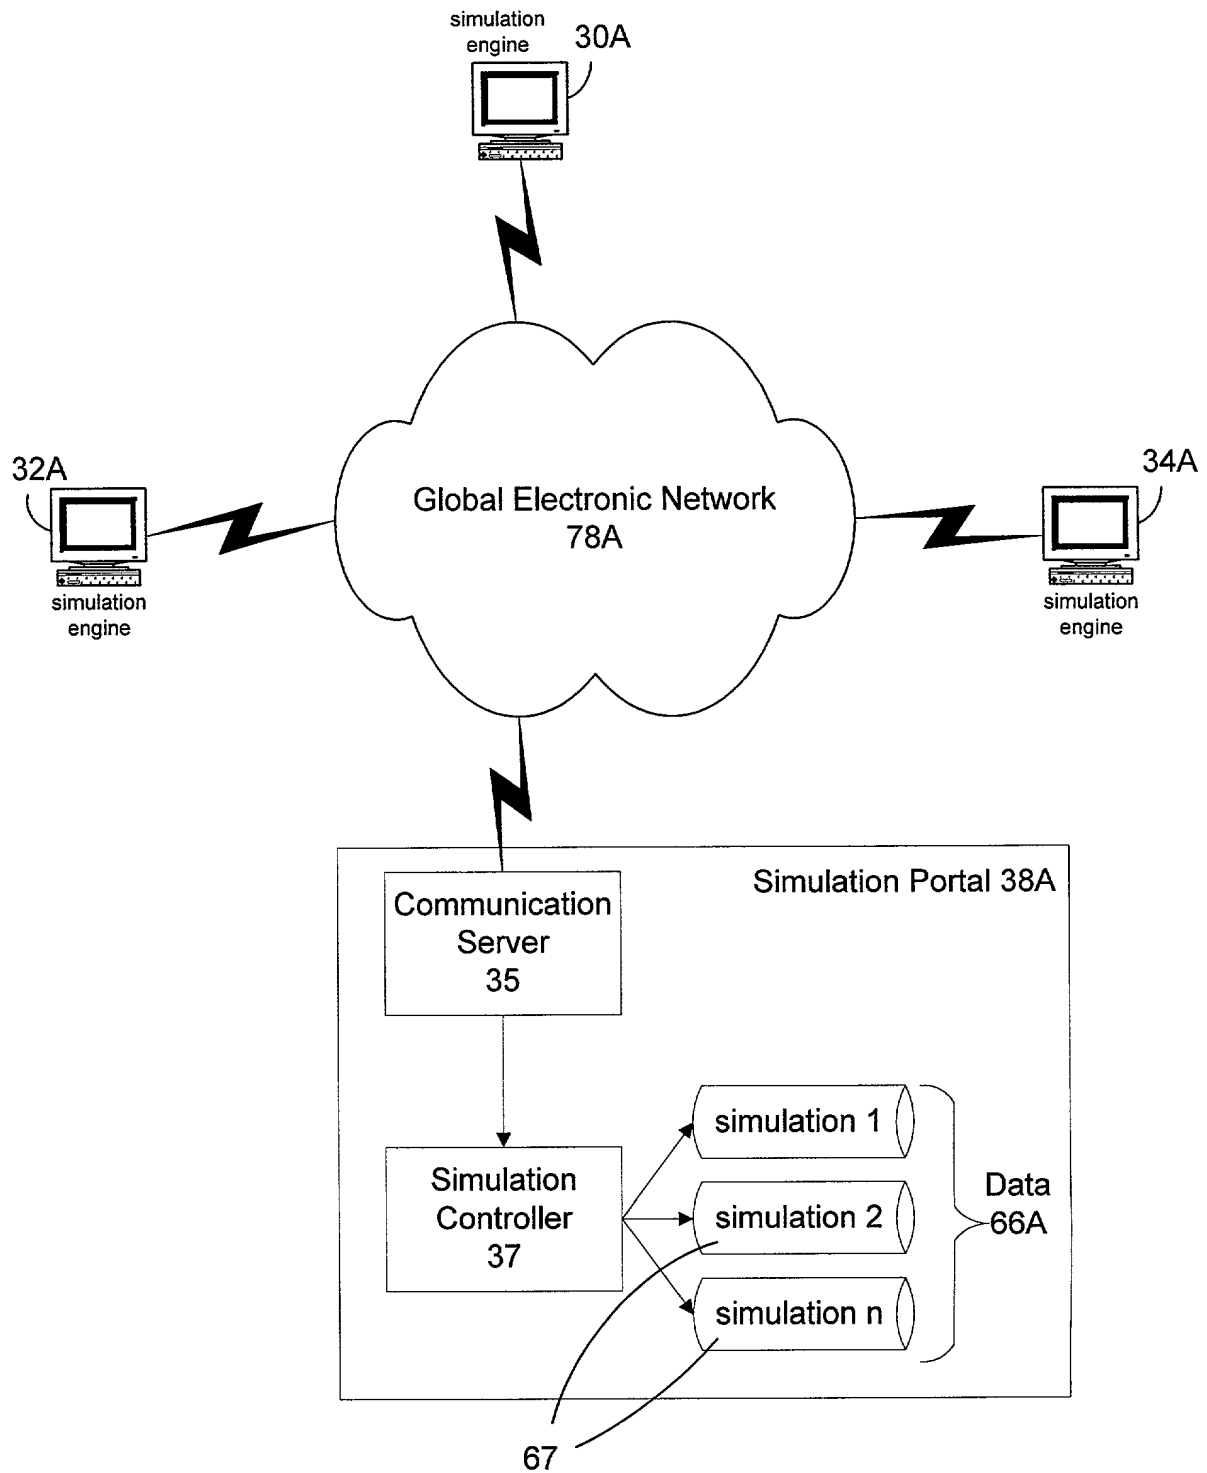 simulation
engine
30A
32A
simulation
engine
Global Electronic Network
78A
34A
simulation
engine
Simulation Portal 38A
Communication
Server
35
Simulation
Controller
37
simulation 1
simulation 2
simulation n
Data
66A
67